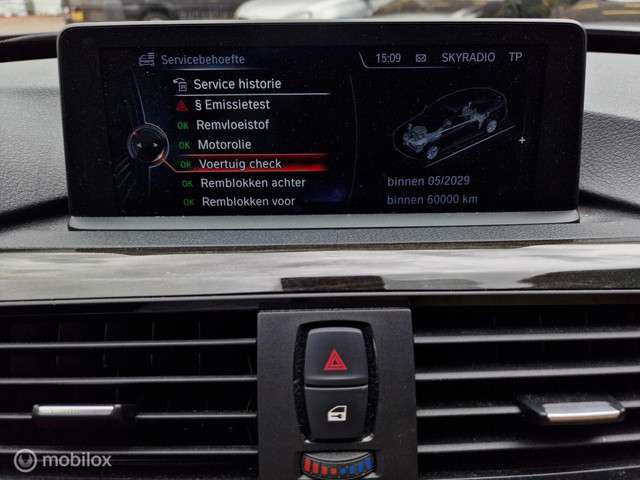 Servicebehoefte
15:09 SKYRADIO TP
Service historie
§ Emissietest
OK Remvloeistof
OK Motorolie
OK Voertuig check
OK Remblokken achter
OK Remblokken voor
binnen 05/2029
binnen 60000 km
+
mobilox